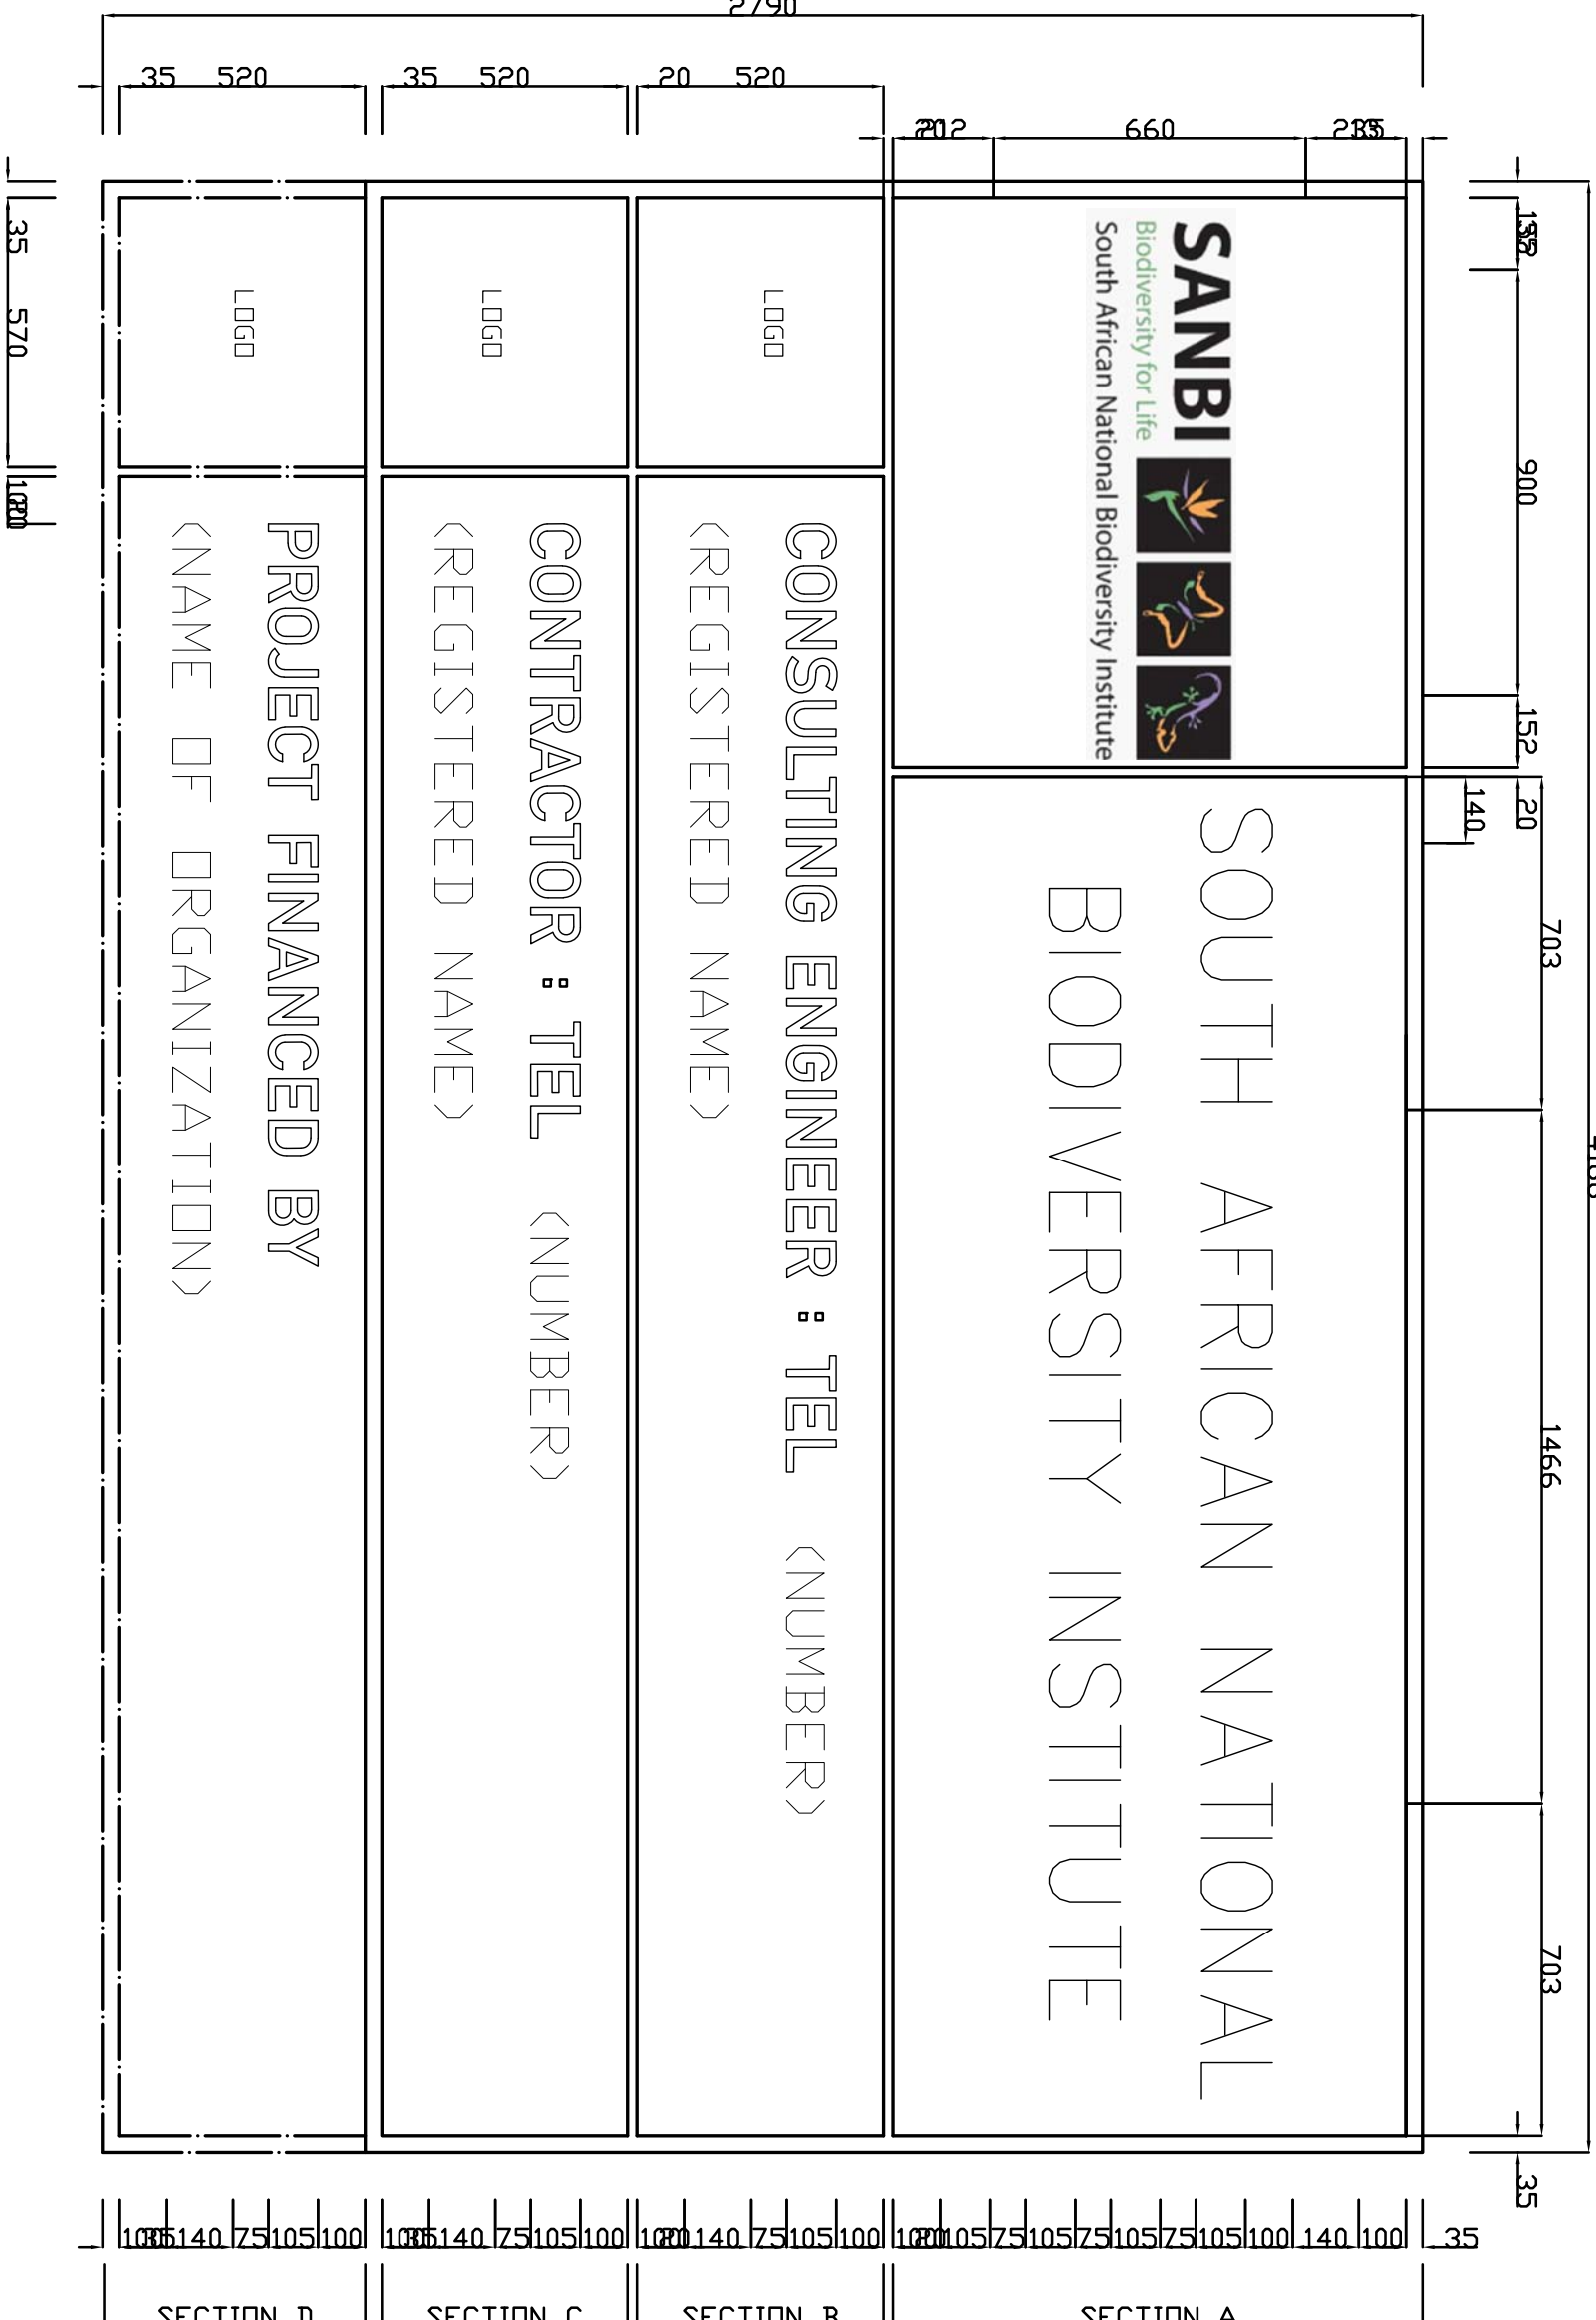 SANBI
Biodiversity for Life
South African National Biodiversity Institute
SOUTH AFRICAN NATIONAL
BIODIVERSITY INSTITUTE
LOGO
CONSULTING ENGINEER : TEL <NUMBER>
<REGISTERED NAME>
LOGO
CONTRACTOR : TEL <NUMBER>
<REGISTERED NAME>
LOGO
PROJECT FINANCED BY
<NAME OF ORGANIZATION>
2790
35 520
35 520
20 520
660
35
570
900
152
20
140
703
1466
703
35
140 75 105 100
140 75 105 100
140 75 105 100
105 75 105 75 105 75 105 100 140 100 35
SECTION D
SECTION C
SECTION B
SECTION A